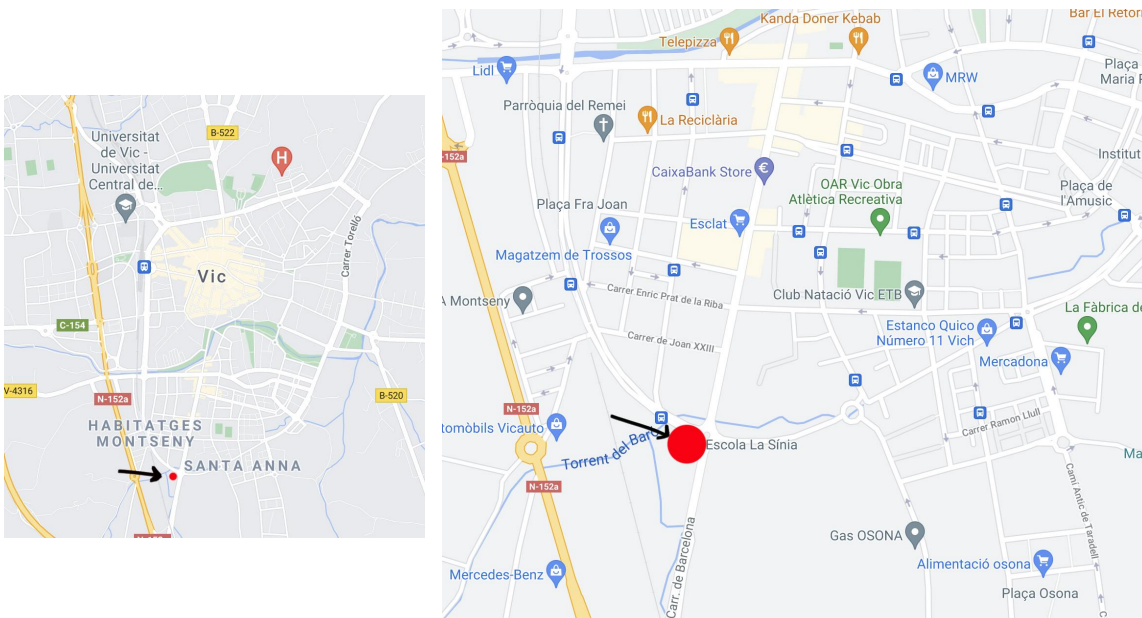 B-522
Universitat
de Vic -
Universitat
Central de...
H
Carrer Torelló
Vic
C-154
V-4316
N-152a
B-520
HABITATGES
MONTSENY
SANTA ANNA
Bar El Retor
Kanda Doner Kebab
Telepizza
Lidl
MRW
Plaça
Maria
Parròquia del Remei
La Reciclària
-152a
Institut
CaixaBank Store
OAR Vic Obra
Atlètica Recreativa
Plaça de
l'Amusic
Plaça Fra Joan
Esclat
Magatzem de Trossos
A Montseny
Carrer Enric Prat de la Riba
Club Natació Vic ETB
La Fàbrica de
Estanco Quico
Número 11 Vich
Carrer de Joan XXIII
Mercadona
N-152a
tomòbils Vicauto
Carrer Ramon Llull
Escola La Sínia
Torrent del Barc
Ma
N-152a
Camí Antic de Taradell
Carr. de Barcelona
Gas OSONA
Alimentació osona
Mercedes-Benz
Plaça Osona